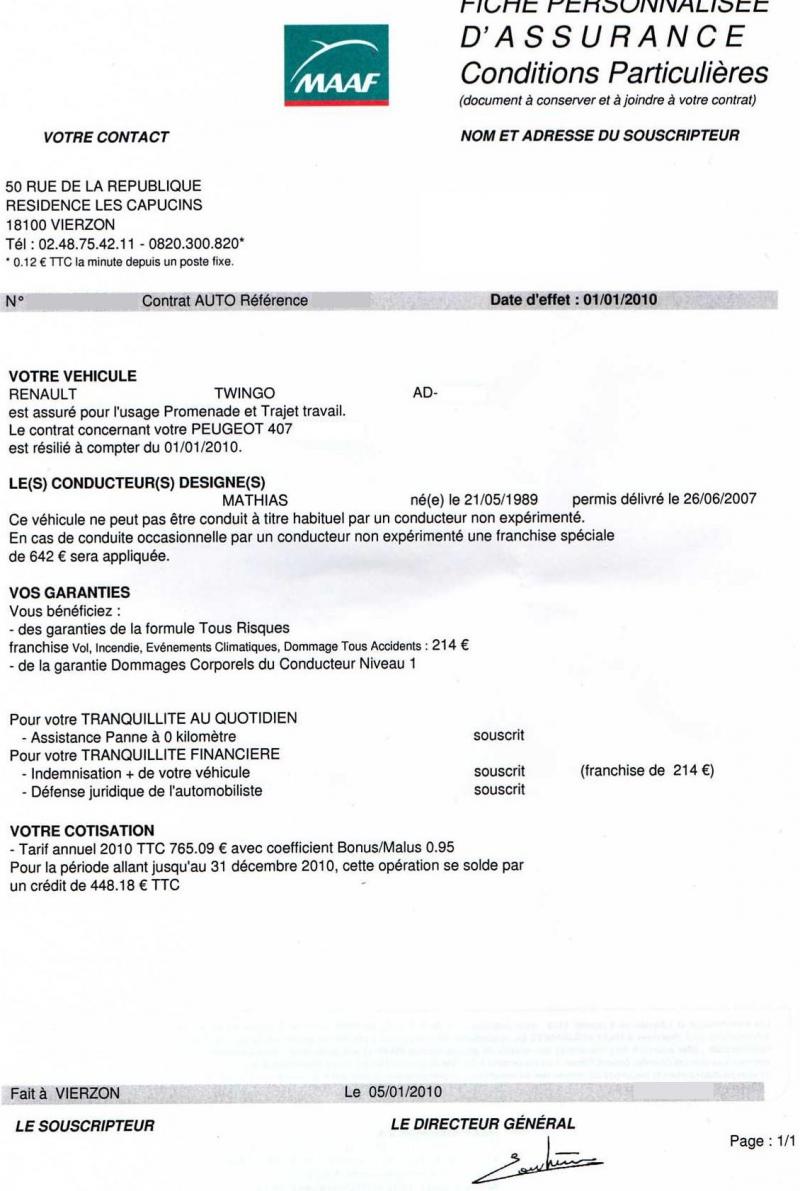 FICHE PERSONNALISEE
D'ASSURANCE
Conditions Particulières
(document à conserver et à joindre à votre contrat)
MAAF
VOTRE CONTACT
NOM ET ADRESSE DU SOUSCRIPTEUR
50 RUE DE LA REPUBLIQUE
RESIDENCE LES CAPUCINS
18100 VIERZON
Tél : 02.48.75.42.11 - 0820.300.820*
* 0.12 € TTC la minute depuis un poste fixe.
N° Contrat AUTO Référence Date d'effet : 01/01/2010
VOTRE VEHICULE
RENAULT TWINGO AD-
est assuré pour l'usage Promenade et Trajet travail.
Le contrat concernant votre PEUGEOT 407
est résilié à compter du 01/01/2010.
LE(S) CONDUCTEUR(S) DESIGNE(S)
MATHIAS né(e) le 21/05/1989 permis délivré le 26/06/2007
Ce véhicule ne peut pas être conduit à titre habituel par un conducteur non expérimenté.
En cas de conduite occasionnelle par un conducteur non expérimenté une franchise spéciale
de 642 € sera appliquée.
VOS GARANTIES
Vous bénéficiez :
- des garanties de la formule Tous Risques
franchise Vol, Incendie, Evénements Climatiques, Dommage Tous Accidents : 214 €
- de la garantie Dommages Corporels du Conducteur Niveau 1
Pour votre TRANQUILLITE AU QUOTIDIEN
- Assistance Panne à 0 kilomètre souscrit
Pour votre TRANQUILLITE FINANCIERE
- Indemnisation + de votre véhicule souscrit (franchise de 214 €)
- Défense juridique de l'automobiliste souscrit
VOTRE COTISATION
- Tarif annuel 2010 TTC 765.09 € avec coefficient Bonus/Malus 0.95
Pour la période allant jusqu'au 31 décembre 2010, cette opération se solde par
un crédit de 448.18 € TTC
Fait à VIERZON Le 05/01/2010
LE SOUSCRIPTEUR
LE DIRECTEUR GÉNÉRAL
Page : 1/1